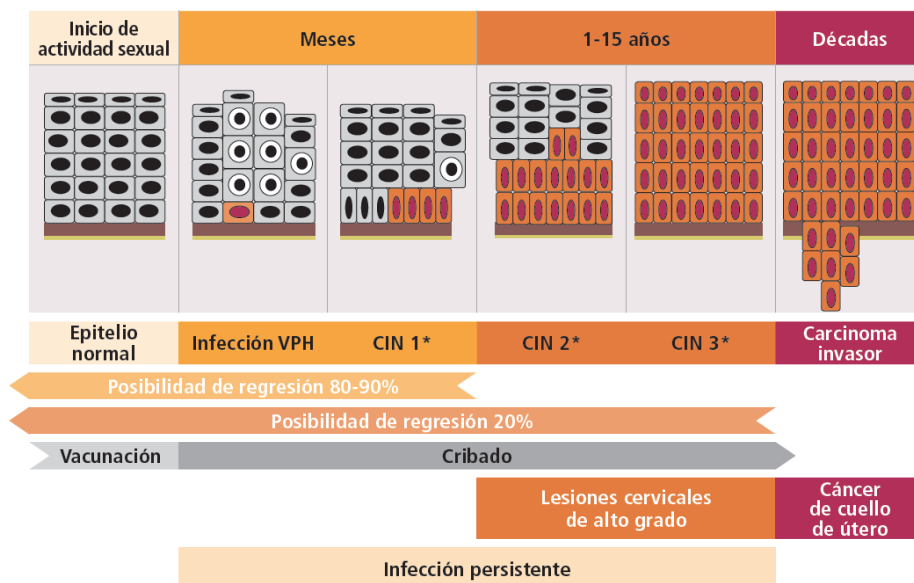 Inicio de
actividad sexual
Meses
1-15 años
Décadas
Epitelio
normal
Infección VPH
CIN 1*
CIN 2*
CIN 3*
Carcinoma
invasor
Posibilidad de regresión 80-90%
Posibilidad de regresión 20%
Vacunación
Cribado
Lesiones cervicales
de alto grado
Cáncer
de cuello
de útero
Infección persistente